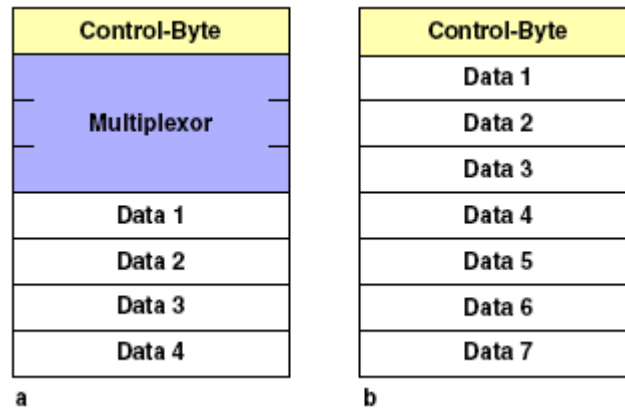 Control-Byte
Multiplexor
Data 1
Data 2
Data 3
Data 4
a
Control-Byte
Data 1
Data 2
Data 3
Data 4
Data 5
Data 6
Data 7
b